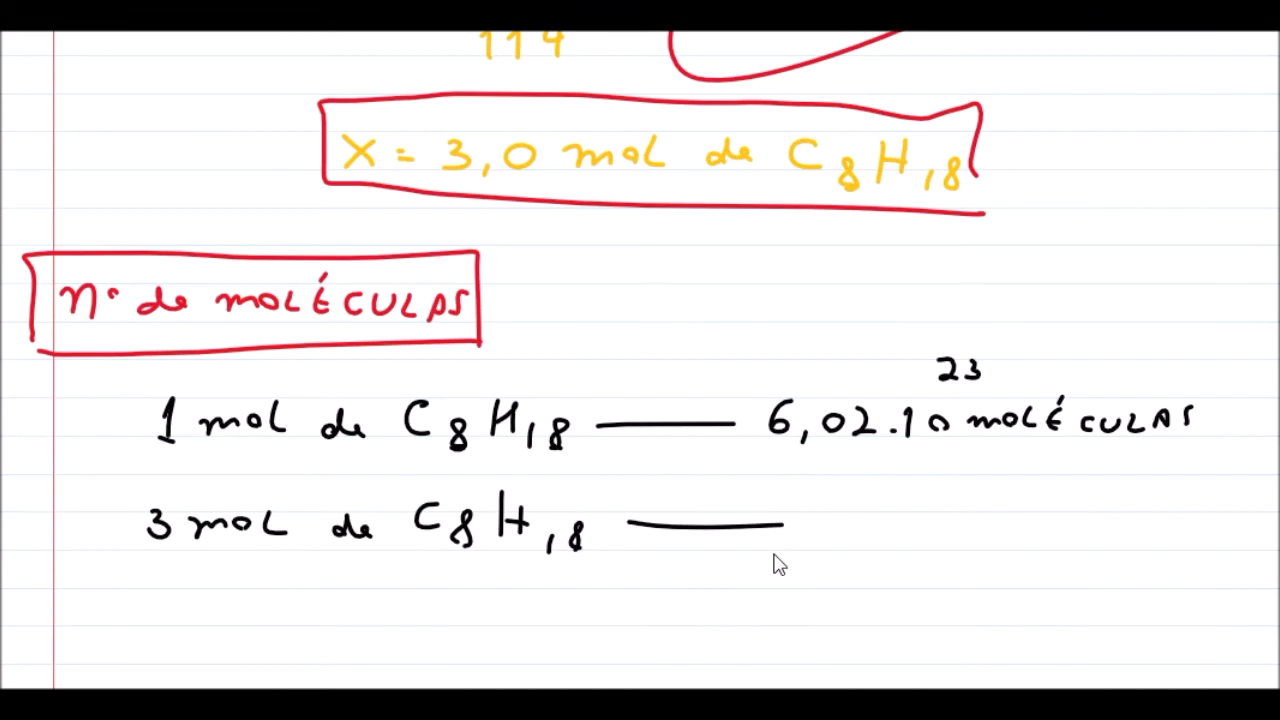 114
X = 3,0 mol de C8H18
n° de MOLÉCULAS
23
1 mol de C8H18 —— 6,02.10 MOLÉCULAS
3 mol de C8H18 ——